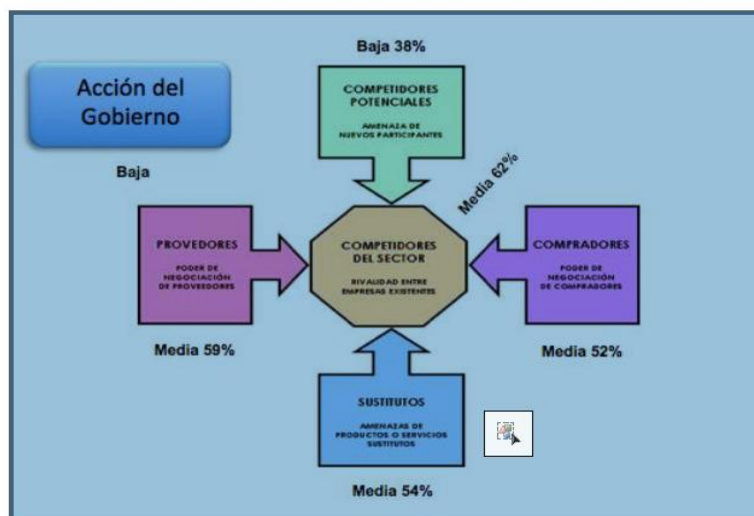 Baja 38%
Acción del
Gobierno
COMPETIDORES
POTENCIALES
AMENAZA DE
NUEVOS PARTICIPANTES
Baja
Media 62%
PROVEDORES
PODER DE
NEGOCIACIÓN
DE PROVEEDORES
COMPETIDORES
DEL SECTOR
RIVALIDAD ENTRE
EMPRESAS EXISTENTES
COMPRADORES
PODER DE
NEGOCIACIÓN
DE COMPRADORES
Media 59%
Media 52%
SUSTITUTOS
AMENAZAS DE
PRODUCTOS O SERVICIOS
SUSTITUTOS
Media 54%